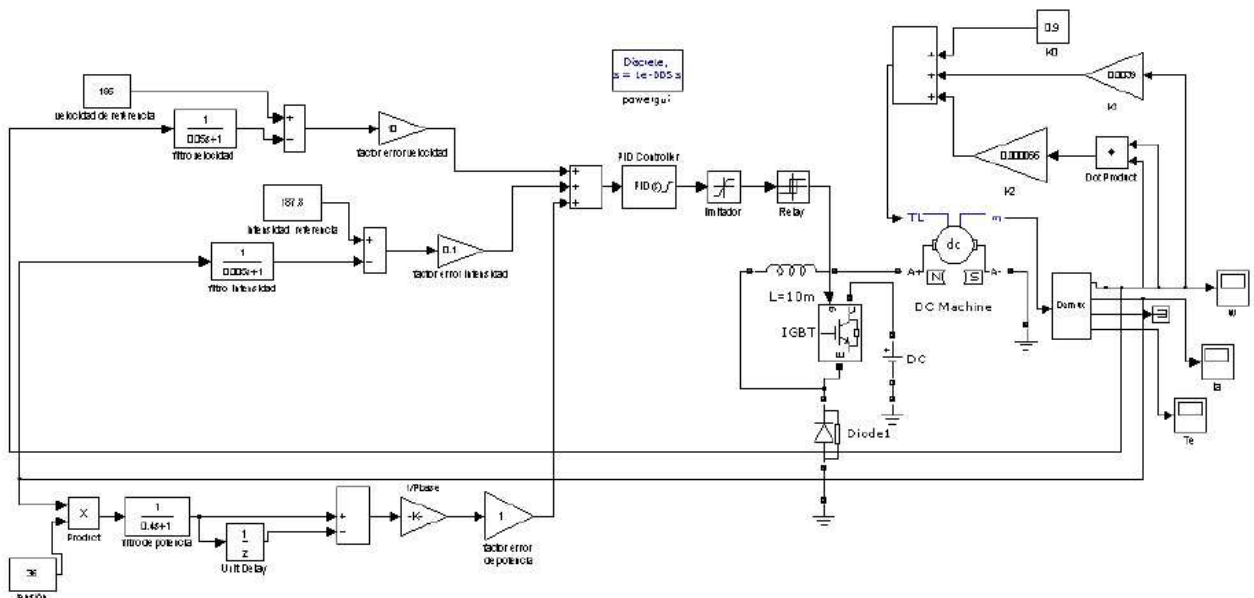 0.9
K0
Discrete,
s = 1e-005 s
powergui
0.0039
K1
velocidad de referencia
1
0.05s+1
filtro velocidad
10
factor error velocidad
PID Controller
PID(s)
limitador
Relay
0.000066
K2
Dot Product
187.8
Intensidad referencia
1
0.005s+1
filtro Intensidad
0.1
factor error Intensidad
TL
m
dc
A+
N
S
A-
DC Machine
L=10m
g
C
E
IGBT
DC
Demux
w
Ia
Te
Diode1
X
Product
1
0.4s+1
filtro de potencia
1
z
Unit Delay
1/Pbase
-K-
1
factor error
de potencia
36
+
-
+
-
+
+
+
+
+
+
+
-